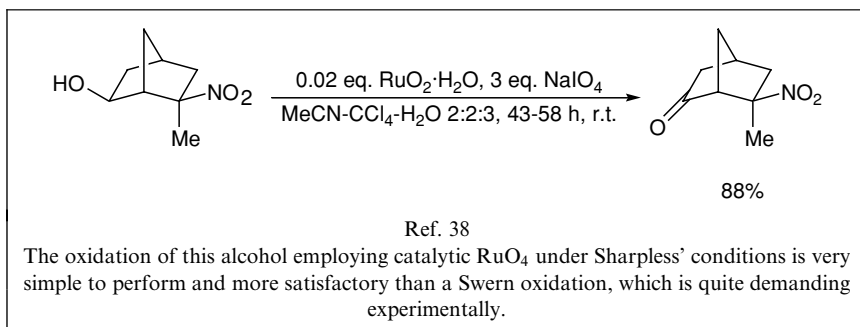 HO
NO₂
Me
0.02 eq. RuO₂·H₂O, 3 eq. NaIO₄
MeCN-CCl₄-H₂O 2:2:3, 43-58 h, r.t.
O
NO₂
Me
88%
Ref. 38
The oxidation of this alcohol employing catalytic RuO₄ under Sharpless’ conditions is very
simple to perform and more satisfactory than a Swern oxidation, which is quite demanding
experimentally.